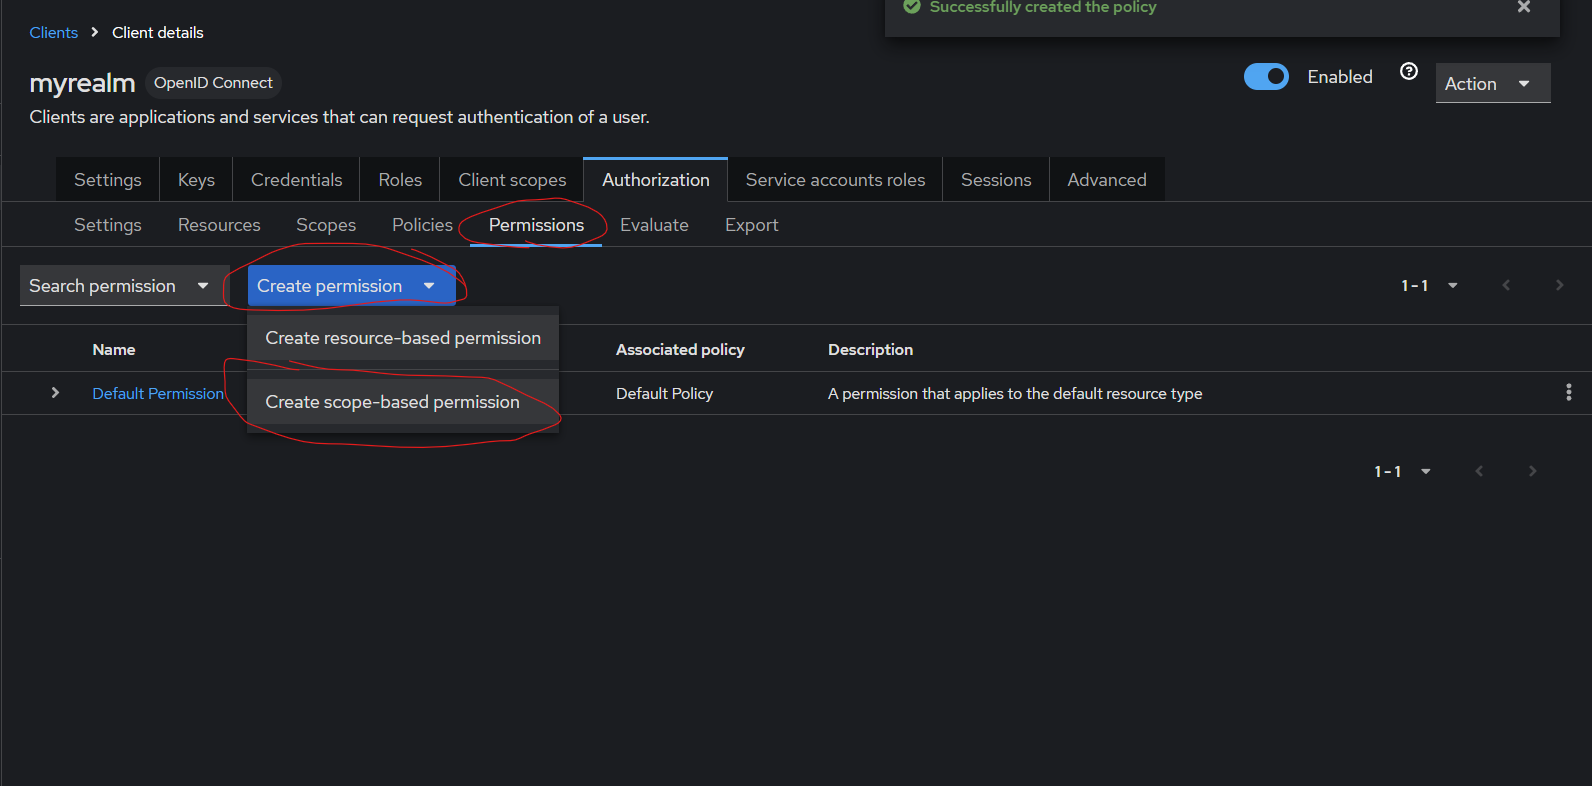 Successfully created the policy
Clients Client details
myrealm OpenID Connect
Enabled
Action
Clients are applications and services that can request authentication of a user.
Settings Keys Credentials Roles Client scopes Authorization Service accounts roles Sessions Advanced
Settings Resources Scopes Policies Permissions Evaluate Export
Search permission Create permission 1 - 1
Create resource-based permission
Name Associated policy Description
Default Permission Default Policy A permission that applies to the default resource type
Create scope-based permission
1 - 1